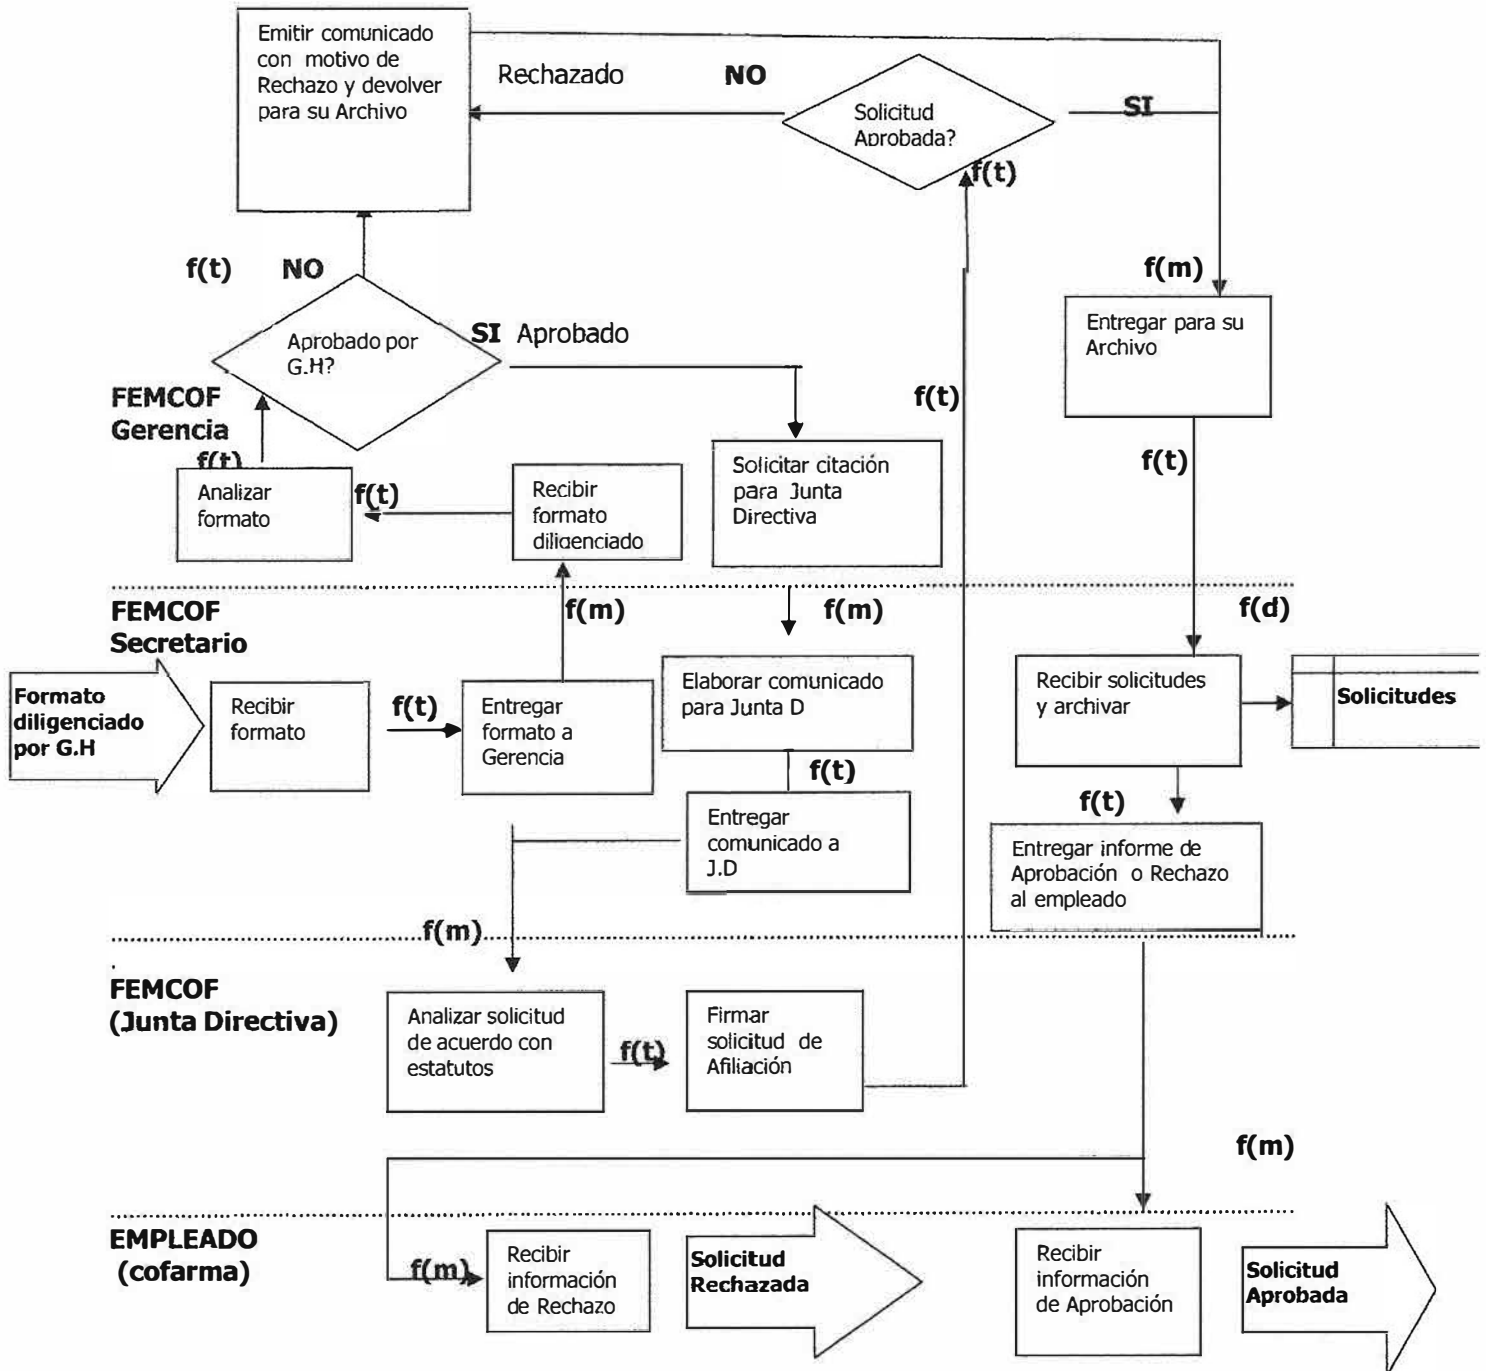 Emitir comunicado
con motivo de
Rechazo y devolver
para su Archivo
Rechazado
NO
Solicitud
Aprobada?
SI
f(t)
f(t)
NO
f(m)
Aprobado por
G.H?
SI Aprobado
Entregar para su
Archivo
FEMCOF
Gerencia
f(t)
f(t)
f(t)
Analizar
formato
f(t)
Recibir
formato
diligenciado
Solicitar citación
para Junta
Directiva
FEMCOF
Secretario
f(m)
f(m)
f(d)
Formato
diligenciado
por G.H
Recibir
formato
f(t)
Entregar
formato a
Gerencia
Elaborar comunicado
para Junta D
Recibir solicitudes
y archivar
Solicitudes
f(t)
f(t)
Entregar
comunicado a
J.D
Entregar informe de
Aprobación o Rechazo
al empleado
f(m)
FEMCOF
(Junta Directiva)
Analizar solicitud
de acuerdo con
estatutos
f(t)
Firmar
solicitud de
Afiliación
f(m)
EMPLEADO
(cofarma)
f(m)
Recibir
información
de Rechazo
Solicitud
Rechazada
Recibir
información
de Aprobación
Solicitud
Aprobada